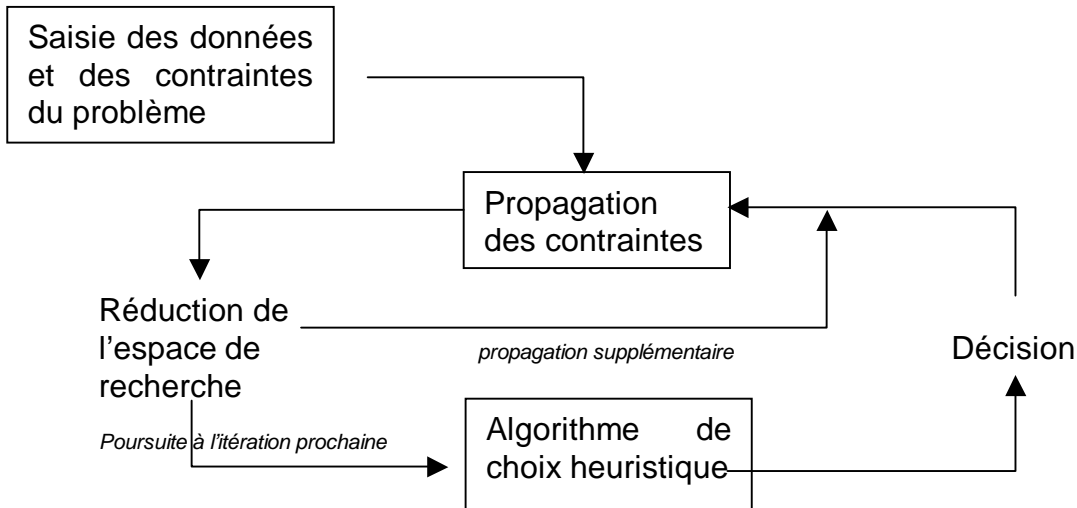 Saisie des données
et des contraintes
du problème
Propagation
des contraintes
Réduction de
l'espace de
recherche
propagation supplémentaire
Décision
Poursuite à l'itération prochaine
Algorithme de
choix heuristique